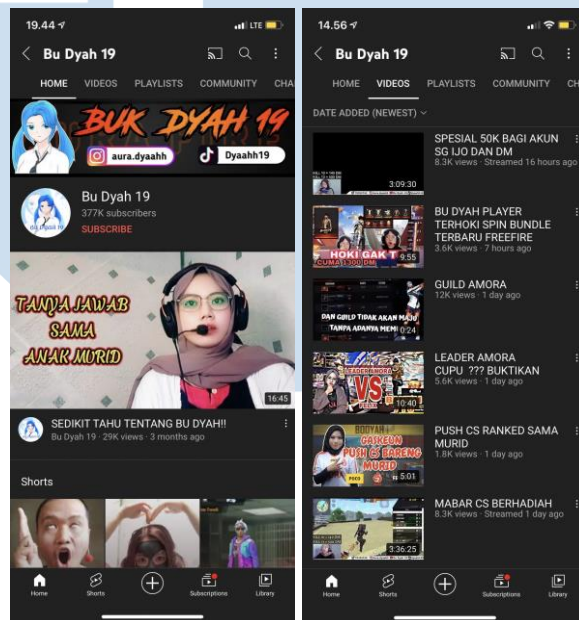 19.44
LTE
Bu Dyah 19
HOME VIDEOS PLAYLISTS COMMUNITY CHA
BUK DYAH 19
aura.dyaahh
Dyaahh19
Bu Dyah 19
377K subscribers
SUBSCRIBE
TANYA JAWAB
SAMA
ANAK MURID
16:45
SEDIKIT TAHU TENTANG BU DYAH!!
Bu Dyah 19 · 29K views · 3 months ago
Shorts
Home Shorts Subscriptions Library
14.56
Bu Dyah 19
HOME VIDEOS PLAYLISTS COMMUNITY CH
DATE ADDED (NEWEST)
3:09:30
SPESIAL 50K BAGI AKUN
SG IJO DAN DM
8.3K views · Streamed 16 hours ago
HOKI GAK T
CUMA 1300 DM
9:55
BU DYAH PLAYER
TERHOKI SPIN BUNDLE
TERBARU FREEFIRE
3.6K views · 7 hours ago
DAN GUILD TIDAK AKAN MAJU
TANPA ADANYA MEM
0:24
GUILD AMORA
12K views · 1 day ago
LEADER AMORA
VS
10:40
LEADER AMORA
CUPU ??? BUKTIKAN
5.6K views · 1 day ago
BOOYAH
GASKEUN
PUSH CS BARENG
MURID
POCO
5:01
PUSH CS RANKED SAMA
MURID
1.8K views · 1 day ago
3:36:25
MABAR CS BERHADIAH
8.3K views · Streamed 1 day ago
Home Shorts Subscriptions Library